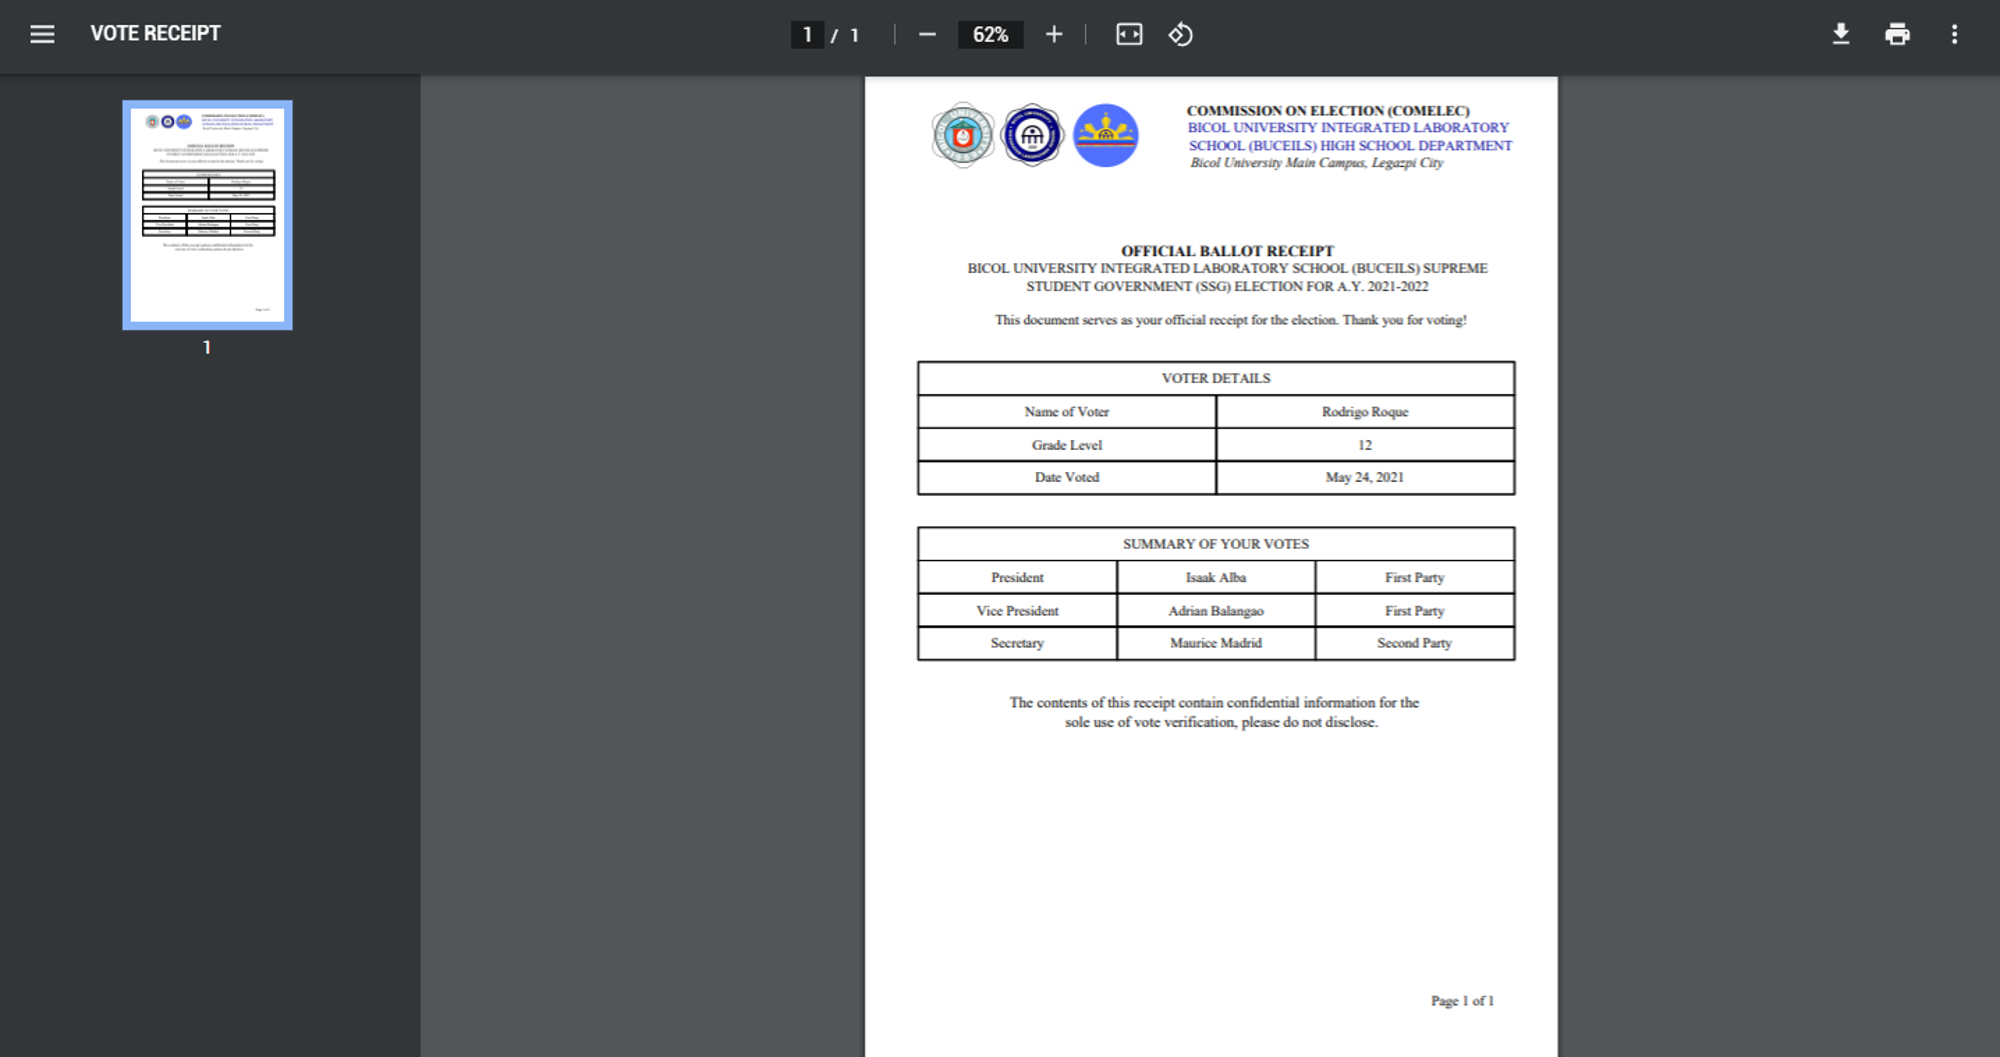 VOTE RECEIPT
1 / 1
62%
1
COMMISSION ON ELECTION (COMELEC)
BICOL UNIVERSITY INTEGRATED LABORATORY
SCHOOL (BUCEILS) HIGH SCHOOL DEPARTMENT
Bicol University Main Campus, Legazpi City
OFFICIAL BALLOT RECEIPT
BICOL UNIVERSITY INTEGRATED LABORATORY SCHOOL (BUCEILS) SUPREME
STUDENT GOVERNMENT (SSG) ELECTION FOR A.Y. 2021-2022
This document serves as your official receipt for the election. Thank you for voting!
VOTER DETAILS
Name of Voter Rodrigo Roque
Grade Level 12
Date Voted May 24, 2021
SUMMARY OF YOUR VOTES
President Isaak Alba First Party
Vice President Adrian Balangao First Party
Secretary Maurice Madrid Second Party
The contents of this receipt contain confidential information for the
sole use of vote verification, please do not disclose.
Page 1 of 1